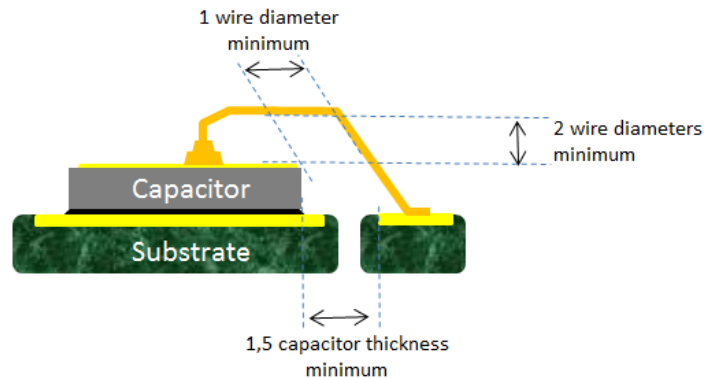 1 wire diameter
minimum
2 wire diameters
minimum
Capacitor
Substrate
1,5 capacitor thickness
minimum